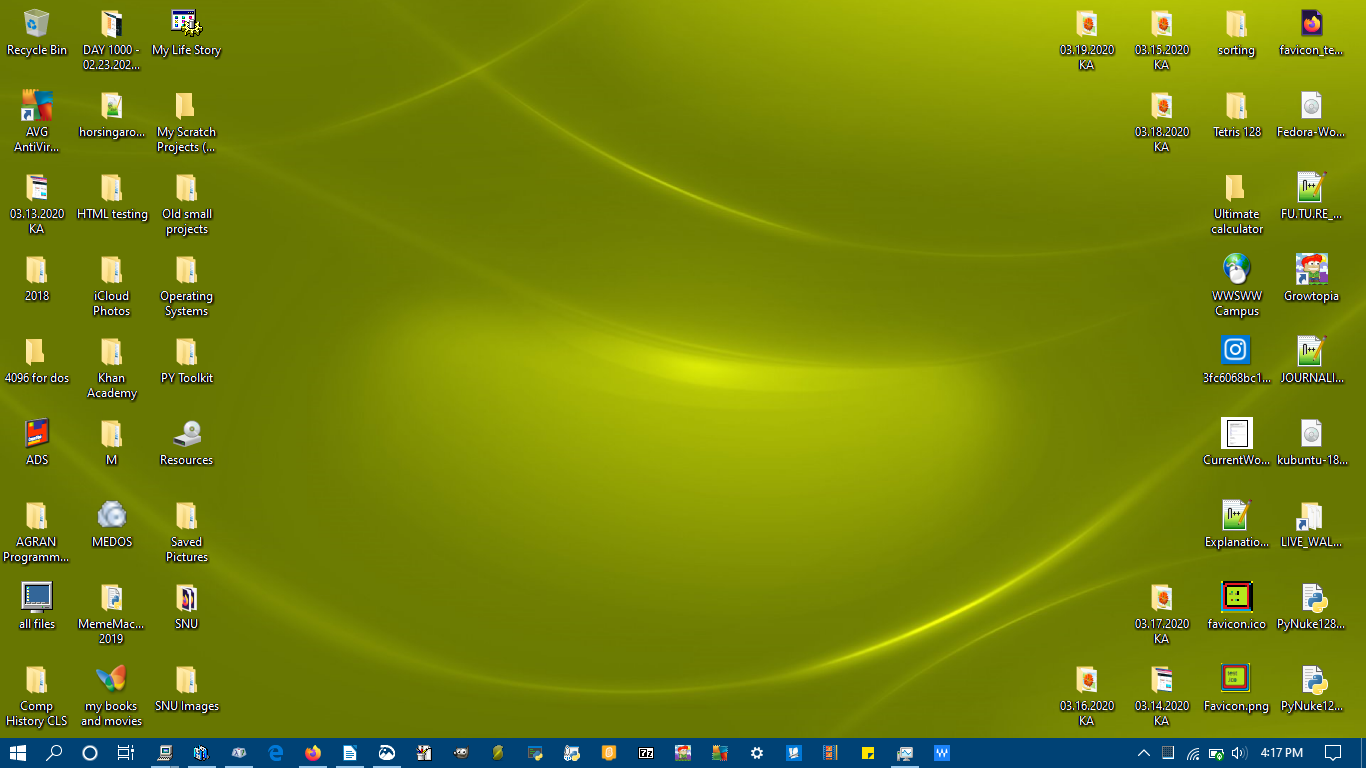 Recycle Bin
DAY 1000 -
02.23.202...
My Life Story
AVG
AntiVir...
horsingaro...
My Scratch
Projects (...
03.13.2020
KA
HTML testing
Old small
projects
2018
iCloud
Photos
Operating
Systems
4096 for dos
Khan
Academy
PY Toolkit
ADS
M
Resources
AGRAN
Programm...
MEDOS
Saved
Pictures
all files
MemeMac...
2019
SNU
Comp
History CLS
my books
and movies
SNU Images
03.19.2020
KA
03.15.2020
KA
sorting
favicon_te...
03.18.2020
KA
Tetris 128
Fedora-Wo...
Ultimate
calculator
FU.TU.RE_...
WWSWW
Campus
Growtopia
3fc6068bc1...
JOURNALI...
CurrentWo...
kubuntu-18...
Explanatio...
LIVE_WAL...
03.17.2020
KA
favicon.ico
PyNuke128...
03.16.2020
KA
03.14.2020
KA
Favicon.png
PyNuke12...
4:17 PM